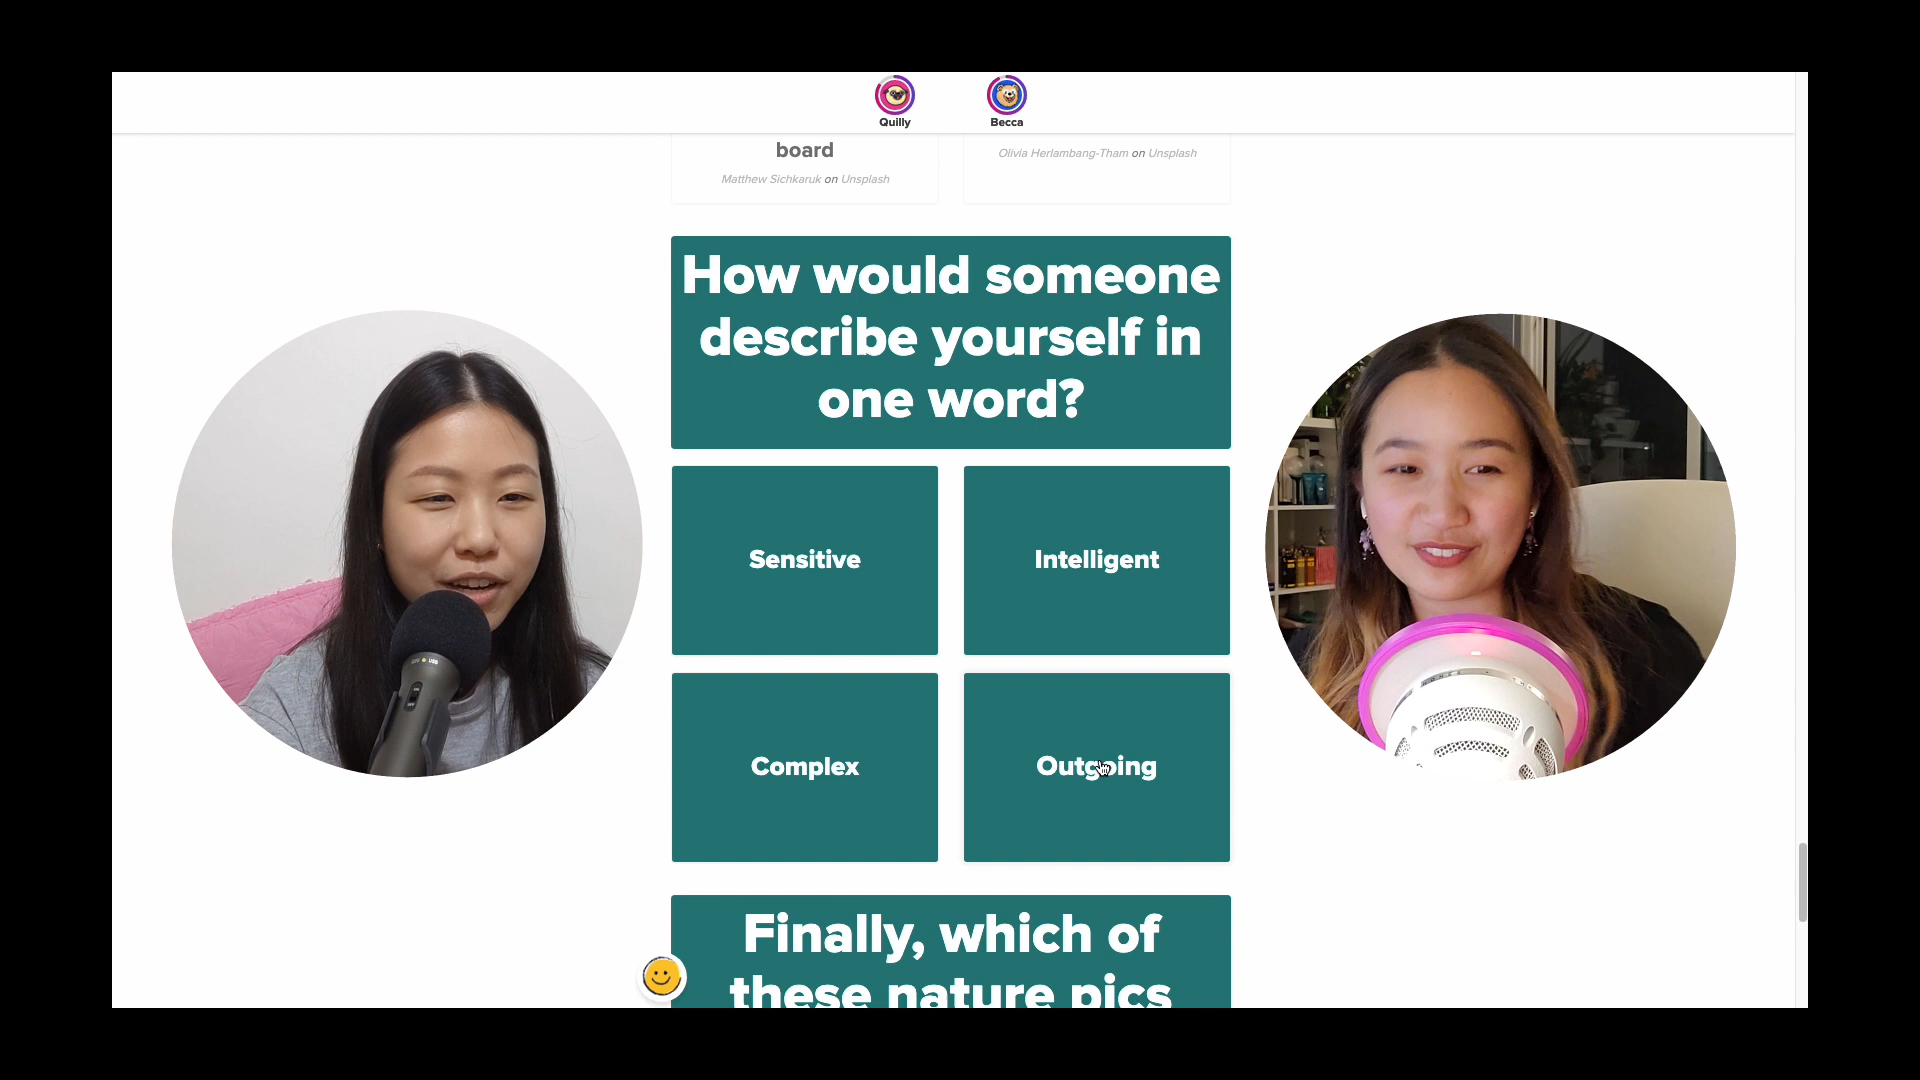 Quilly
Becca
board
Matthew Sichkaruk on Unsplash
Olivia Herlambang-Tham on Unsplash
How would someone
describe yourself in
one word?
Sensitive
Intelligent
Complex
Outgoing
Finally, which of
these nature pics